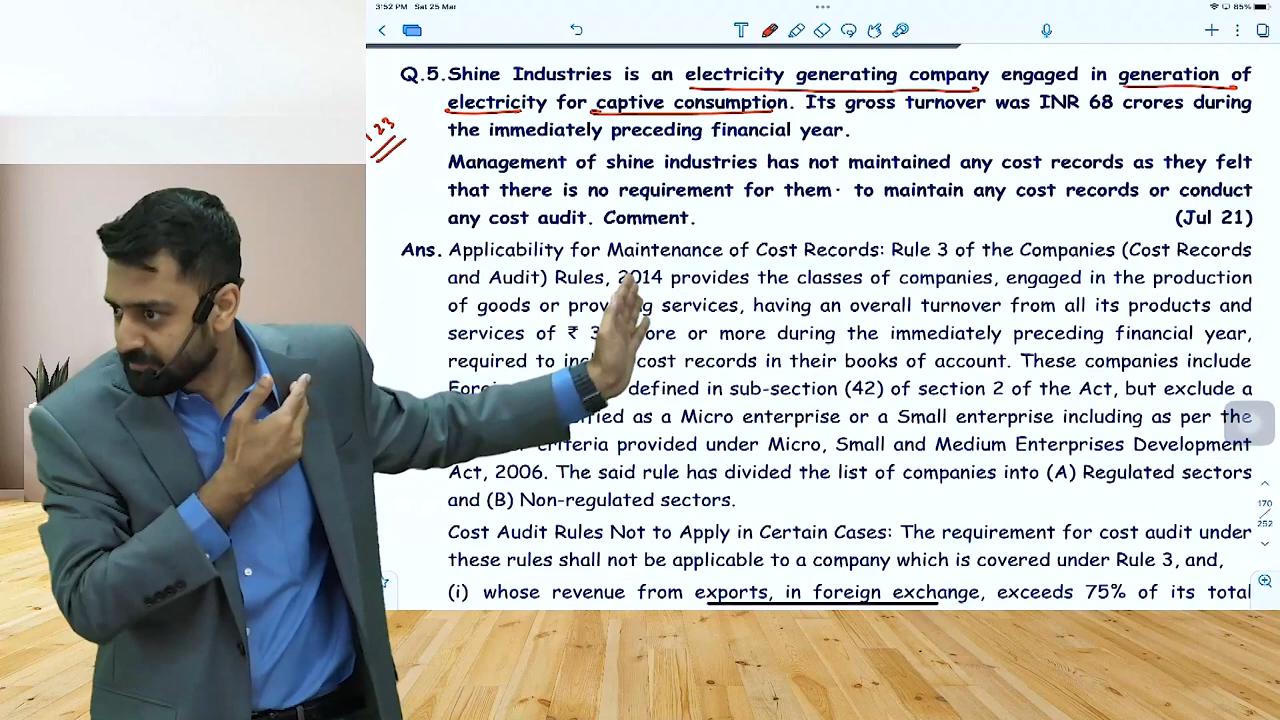 3:52 PM Sat 25 Mar
85%
Q.5. Shine Industries is an electricity generating company engaged in generation of
electricity for captive consumption. Its gross turnover was INR 68 crores during
the immediately preceding financial year.
23
Management of shine industries has not maintained any cost records as they felt
that there is no requirement for them· to maintain any cost records or conduct
any cost audit. Comment. (Jul 21)
Ans. Applicability for Maintenance of Cost Records: Rule 3 of the Companies (Cost Records
and Audit) Rules, 2014 provides the classes of companies, engaged in the production
of goods or providing services, having an overall turnover from all its products and
services of ₹ 3 ore or more during the immediately preceding financial year,
required to cost records in their books of account. These companies include
defined in sub-section (42) of section 2 of the Act, but exclude a
as a Micro enterprise or a Small enterprise including as per the
criteria provided under Micro, Small and Medium Enterprises Development
Act, 2006. The said rule has divided the list of companies into (A) Regulated sectors
and (B) Non-regulated sectors.
170
252
Cost Audit Rules Not to Apply in Certain Cases: The requirement for cost audit under
these rules shall not be applicable to a company which is covered under Rule 3, and,
(i) whose revenue from exports, in foreign exchange, exceeds 75% of its total